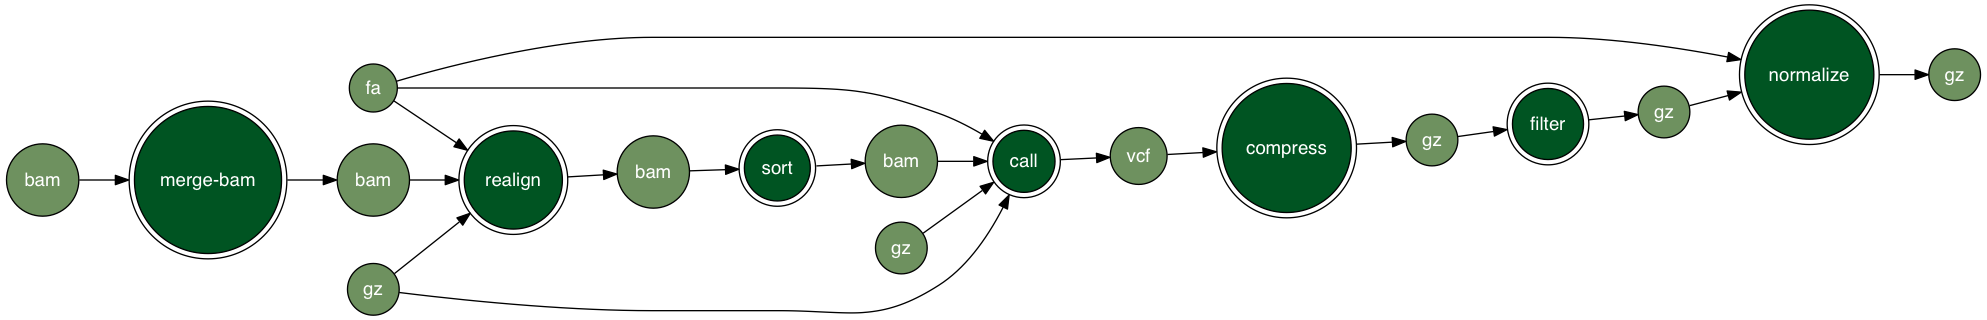 bam
merge-bam
fa
bam
gz
realign
bam
sort
bam
gz
call
vcf
compress
gz
filter
gz
normalize
gz